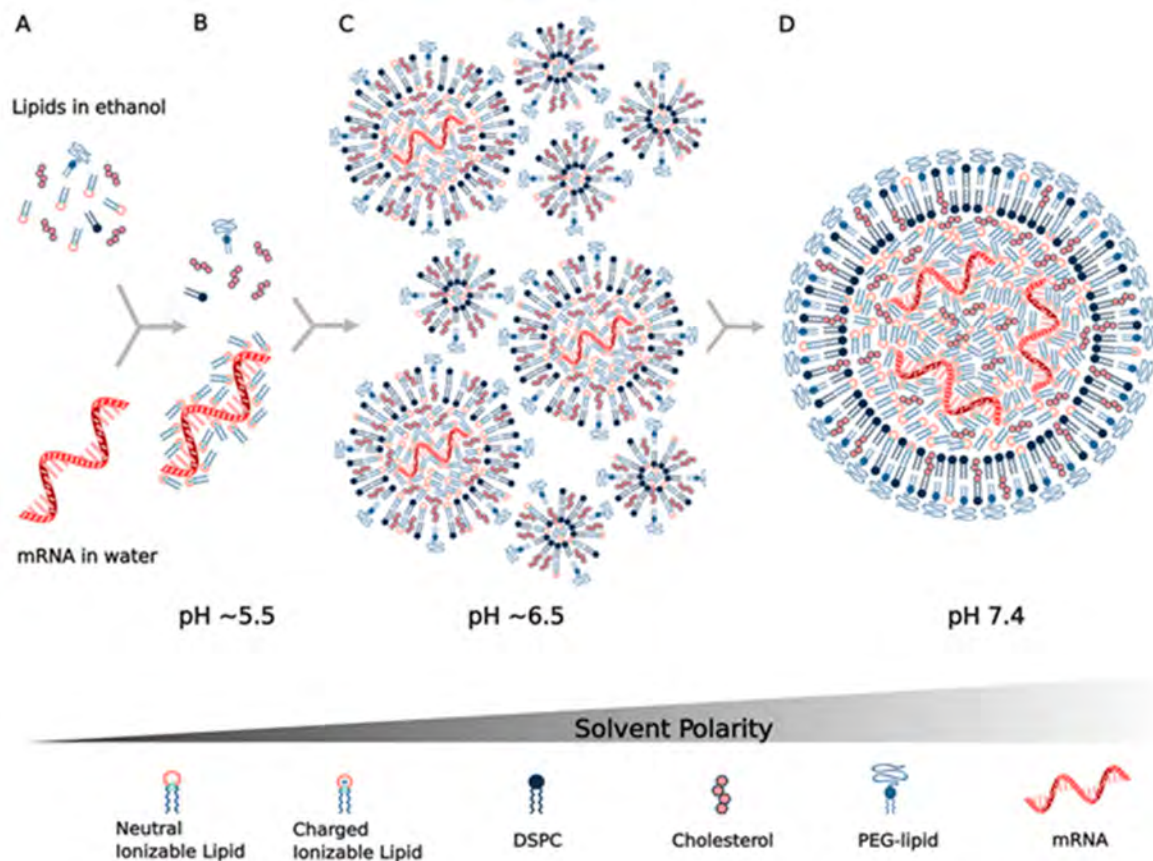 A
B
C
D
Lipids in ethanol
mRNA in water
pH ~5.5
pH ~6.5
pH 7.4
Solvent Polarity
Neutral
Ionizable Lipid
Charged
Ionizable Lipid
DSPC
Cholesterol
PEG-lipid
mRNA